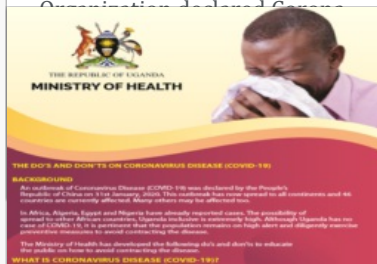 Organization declared Corona
THE REPUBLIC OF UGANDA
MINISTRY OF HEALTH
THE DO'S AND DON'TS ON CORONAVIRUS DISEASE (COVID-19)
BACKGROUND
An outbreak of Coronavirus Disease (COVID-19) was declared by the People's
Republic of China on 31st January, 2020. This outbreak has now spread to all continents and 46
countries are currently affected. Many others may be affected too.
In Africa, Algeria, Egypt and Nigeria have already reported cases. The possibility of
spread to other African countries, Uganda inclusive is extremely high. Although Uganda has no
case of COVID-19, it is pertinent that the population remains on high alert and diligently exercise
preventive measures to avoid contracting the disease.
The Ministry of Health has developed the following do's and don'ts to educate
the public on how to avoid contracting the disease.
WHAT IS CORONAVIRUS DISEASE (COVID-19)?